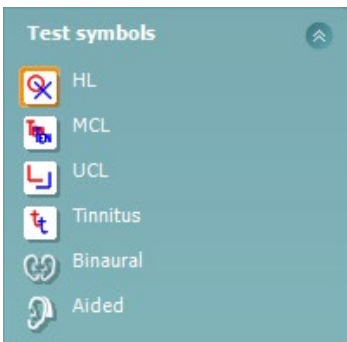 Test symbols
HL
MCL
UCL
Tinnitus
Binaural
Aided